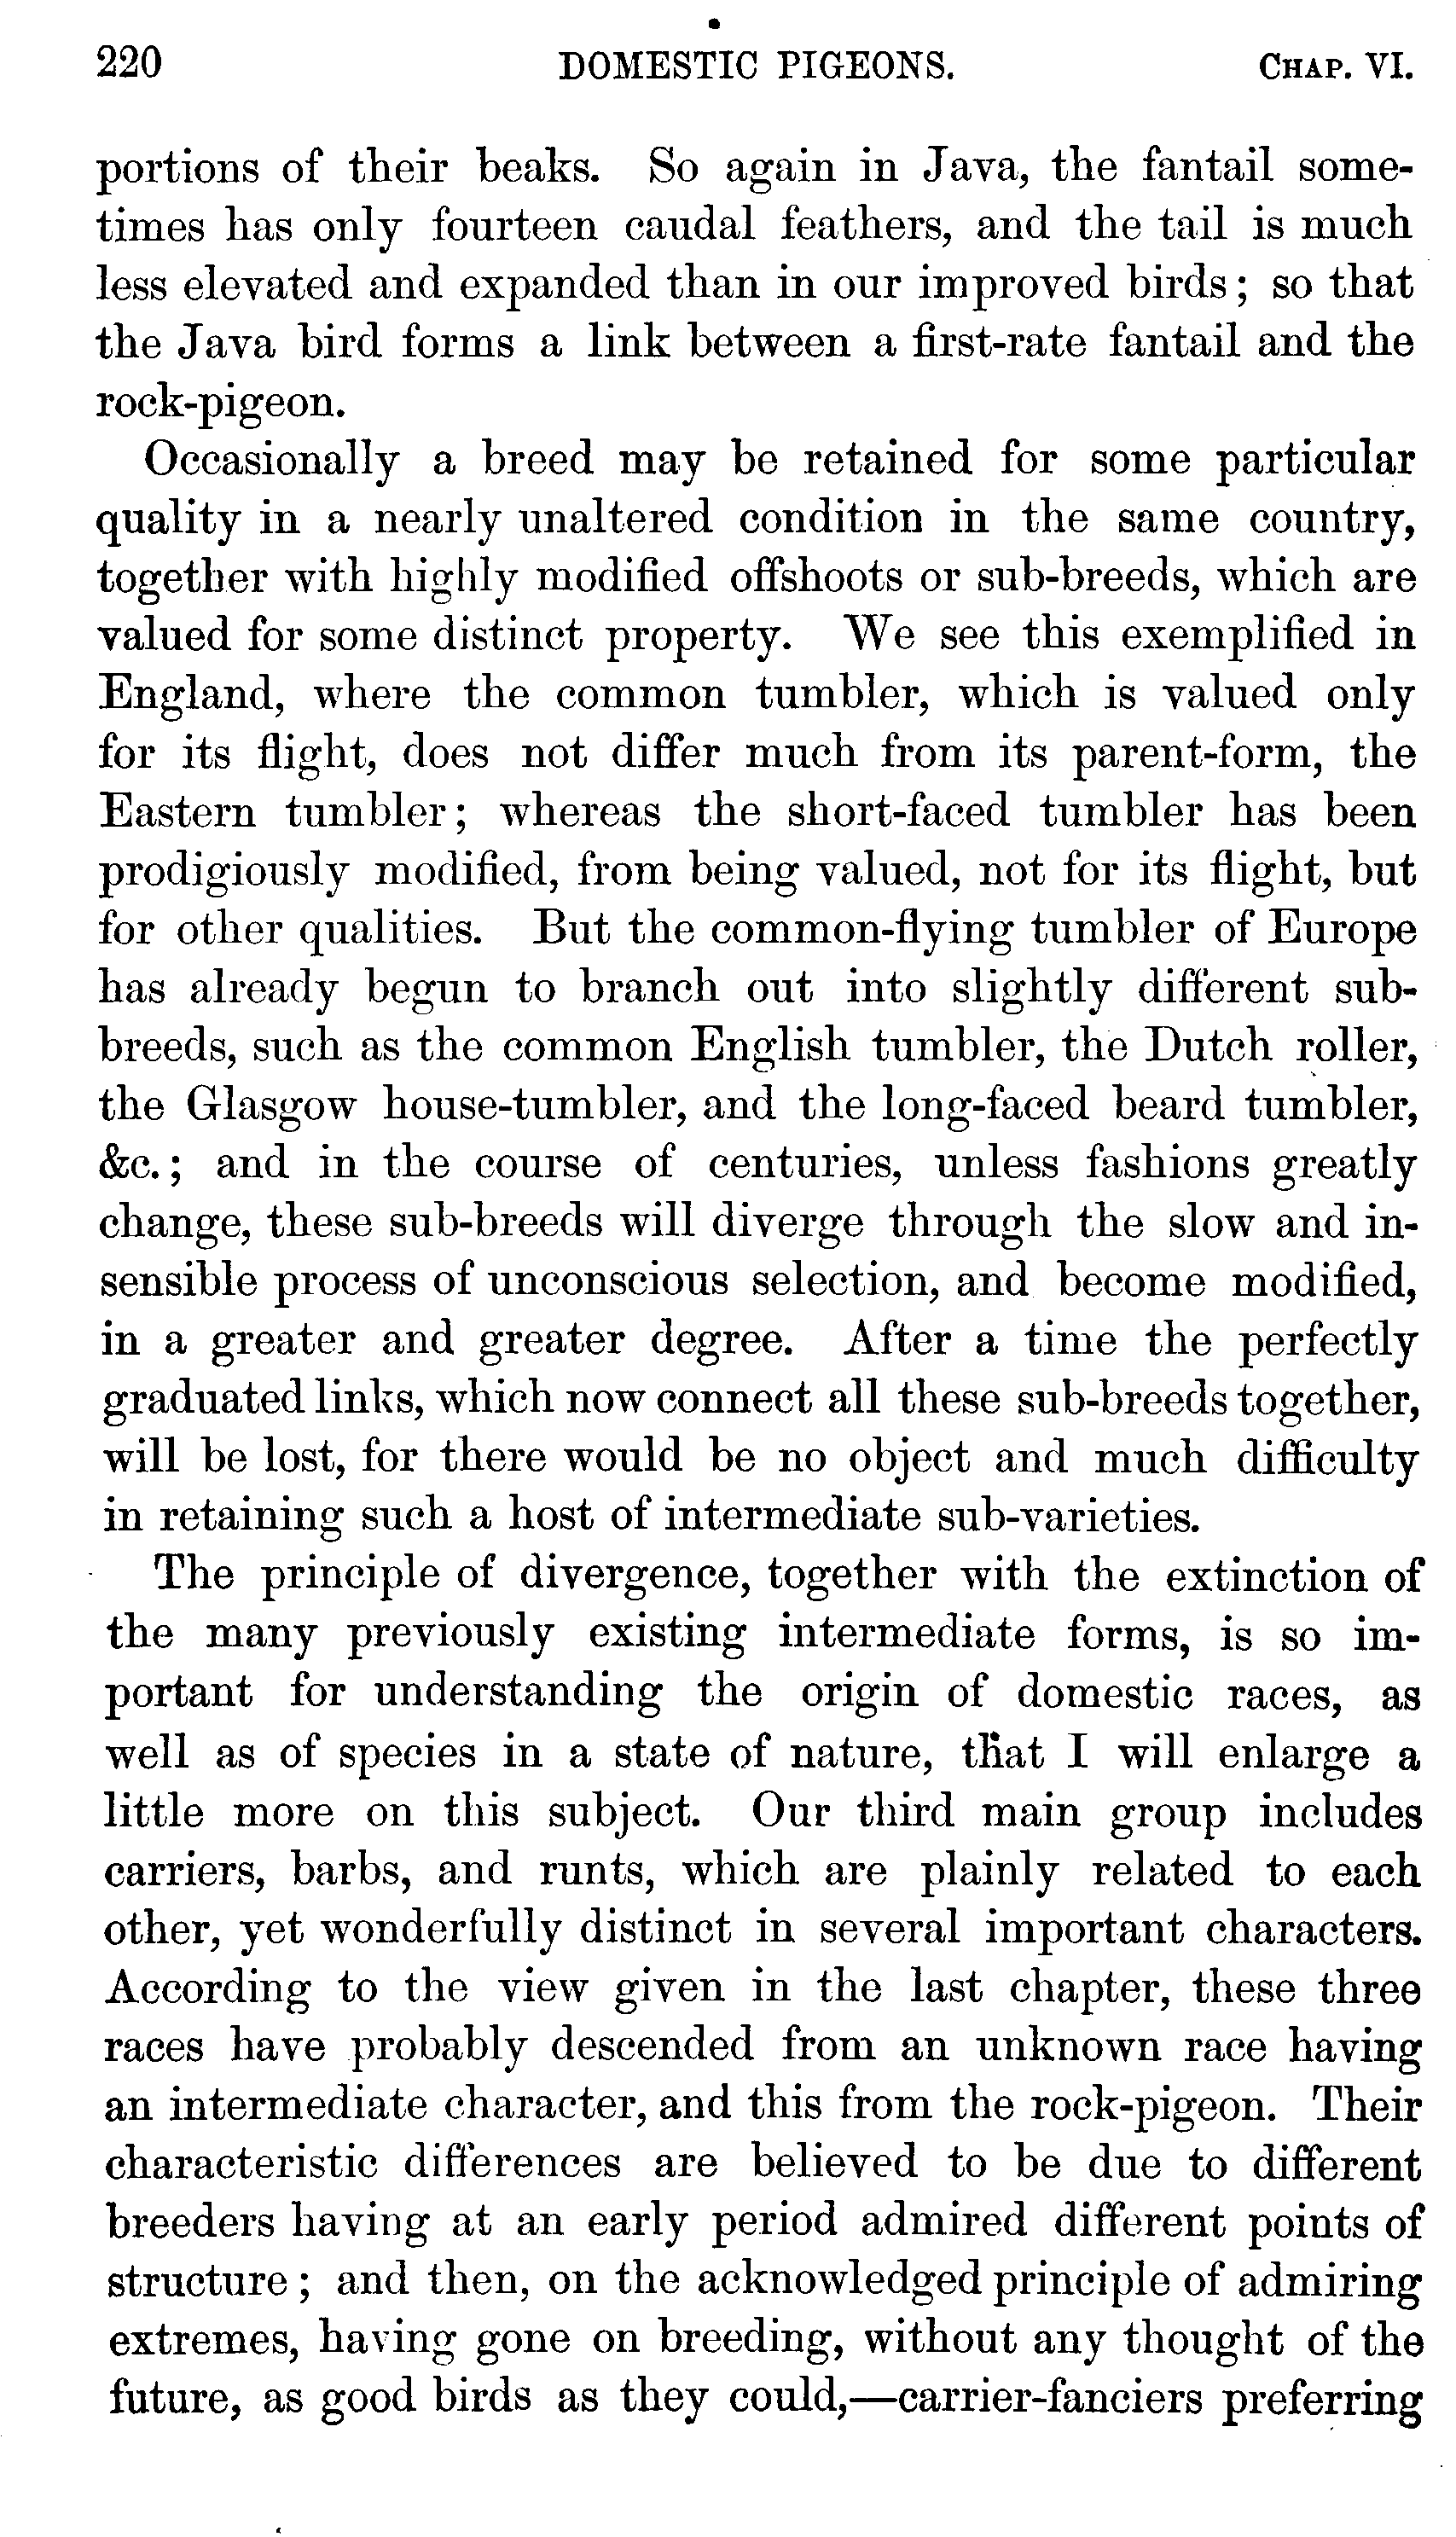 220 DOMESTIC PIGEONS. CHAP. VI.
portions of their beaks. So again in Java, the fantail some-
times has only fourteen caudal feathers, and the tail is much
less elevated and expanded than in our improved birds; so that
the Java bird forms a link between a first-rate fantail and the
rock-pigeon.
Occasionally a breed may be retained for some particular
quality in a nearly unaltered condition in the same country,
together with highly modified offshoots or sub-breeds, which are
valued for some distinct property. We see this exemplified in
England, where the common tumbler, which is valued only
for its flight, does not differ much from its parent-form, the
Eastern tumbler; whereas the short-faced tumbler has been
prodigiously modified, from being valued, not for its flight, but
for other qualities. But the common-flying tumbler of Europe
has already begun to branch out into slightly different sub-
breeds, such as the common English tumbler, the Dutch roller,
the Glasgow house-tumbler, and the long-faced beard tumbler,
&c.; and in the course of centuries, unless fashions greatly
change, these sub-breeds will diverge through the slow and in-
sensible process of unconscious selection, and become modified,
in a greater and greater degree. After a time the perfectly
graduated links, which now connect all these sub-breeds together,
will be lost, for there would be no object and much difficulty
in retaining such a host of intermediate sub-varieties.
The principle of divergence, together with the extinction of
the many previously existing intermediate forms, is so im-
portant for understanding the origin of domestic races, as
well as of species in a state of nature, that I will enlarge a
little more on this subject. Our third main group includes
carriers, barbs, and runts, which are plainly related to each
other, yet wonderfully distinct in several important characters.
According to the view given in the last chapter, these three
races have probably descended from an unknown race having
an intermediate character, and this from the rock-pigeon. Their
characteristic differences are believed to be due to different
breeders having at an early period admired different points of
structure; and then, on the acknowledged principle of admiring
extremes, having gone on breeding, without any thought of the
future, as good birds as they could,—carrier-fanciers preferring